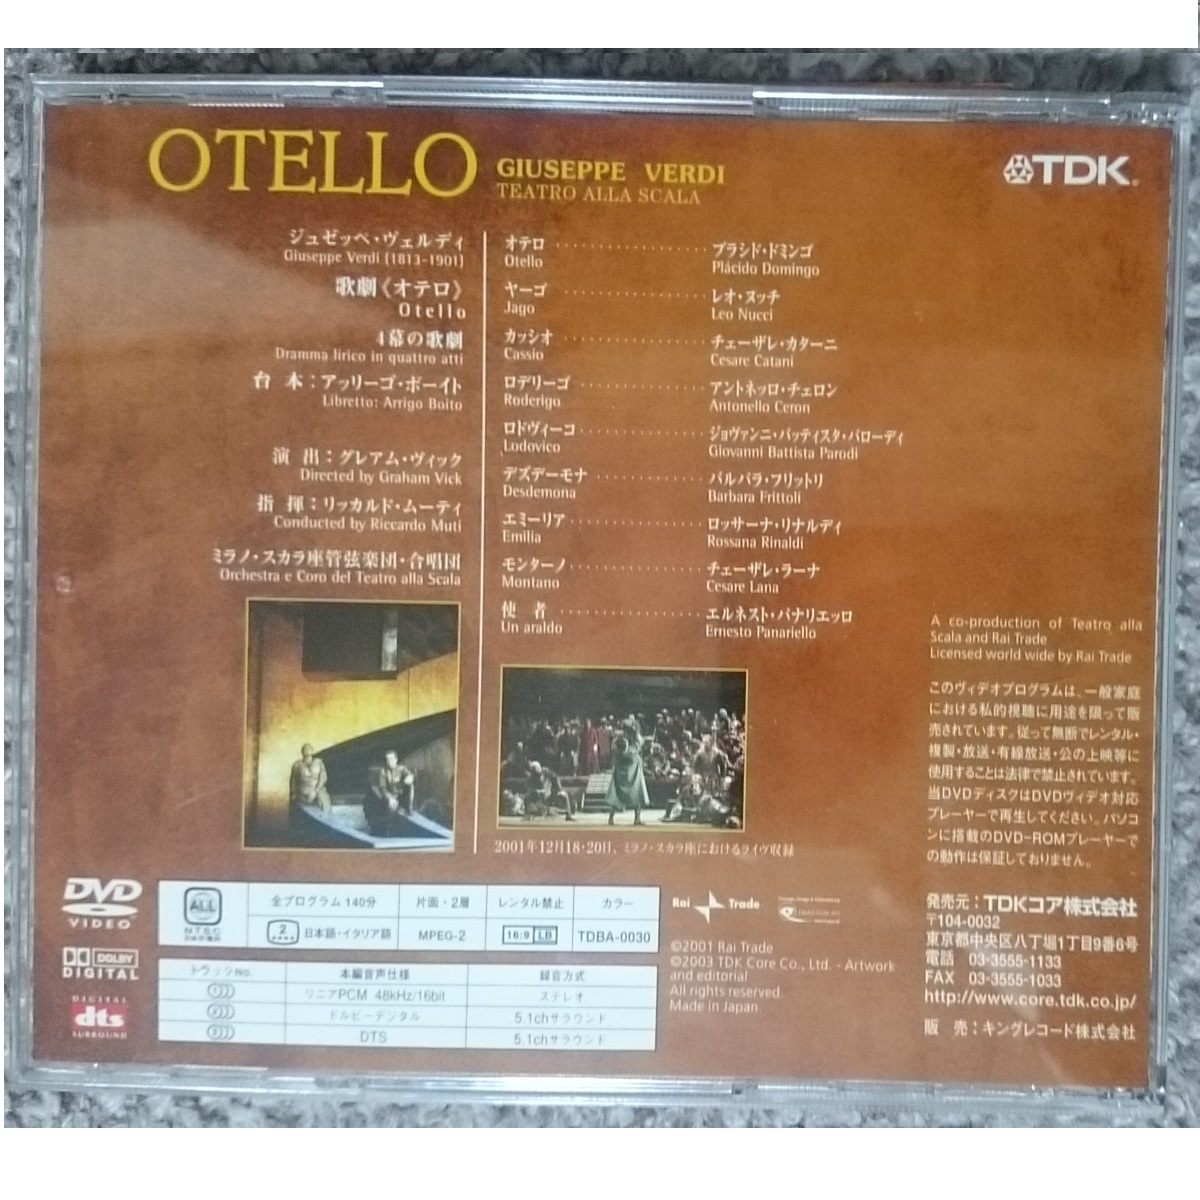 OTELLO
GIUSEPPE VERDI
TEATRO ALLA SCALA
TDK
ジュゼッペ・ヴェルディ
Giuseppe Verdi (1813-1901)
歌劇《オテロ》
Otello
4幕の歌劇
Dramma lirico in quattro atti
台 本：アッリーゴ・ボーイト
Libretto: Arrigo Boito
演 出：グレアム・ヴィック
Directed by Graham Vick
指 揮：リッカルド・ムーティ
Conducted by Riccardo Muti
ミラノ・スカラ座管弦楽団・合唱団
Orchestra e Coro del Teatro alla Scala
オテロ ·················· プラシド・ドミンゴ
Otello Plácido Domingo
ヤーゴ ·················· レオ・ヌッチ
Jago Leo Nucci
カッシオ ·················· チェーザレ・カターニ
Cassio Cesare Catani
ロデリーゴ ·················· アントネッロ・チェロン
Roderigo Antonello Ceron
ロドヴィーコ ·················· ジョヴァンニ・バッティスタ・パローディ
Lodovico Giovanni Battista Parodi
デズデーモナ ·················· バルバラ・フリットリ
Desdemona Barbara Frittoli
エミーリア ·················· ロッサーナ・リナルディ
Emilia Rossana Rinaldi
モンターノ ·················· チェーザレ・ラーナ
Montano Cesare Lana
使 者 ·················· エルネスト・パナリエッロ
Un araldo Ernesto Panariello
2001年12月18・20日、ミラノ・スカラ座におけるライヴ収録
A co-production of Teatro alla
Scala and Rai Trade
Licensed world wide by Rai Trade
このヴィデオプログラムは、一般家庭
における私的視聴に用途を限って販
売されています。従って無断でレンタル・
複製・放送・有線放送・公の上映等に
使用することは法律で禁止されています。
当DVDディスクはDVDヴィデオ対応
プレーヤーで再生してください。パソコ
ンに搭載のDVD-ROMプレーヤーで
の動作は保証しておりません。
発売元：TDKコア株式会社
〒104-0032
東京都中央区八丁堀1丁目9番6号
電話 03-3555-1133
FAX 03-3555-1033
http://www.core.tdk.co.jp/
販 売：キングレコード株式会社
DVD
VIDEO
DOLBY
DIGITAL
DIGITAL
dts
SURROUND
ALL
NTSC
日本市場向
全プログラム 140分 片面・2層 レンタル禁止 カラー
2 日本語・イタリア語 MPEG-2 16:9 LB TDBA-0030
トラックNo. 本編音声仕様 録音方式
1 リニアPCM 48kHz/16bit ステレオ
2 ドルビーデジタル 5.1chサラウンド
3 DTS 5.1chサラウンド
Rai Trade
©2001 Rai Trade
©2003 TDK Core Co., Ltd. - Artwork
and editorial
All rights reserved.
Made in Japan.